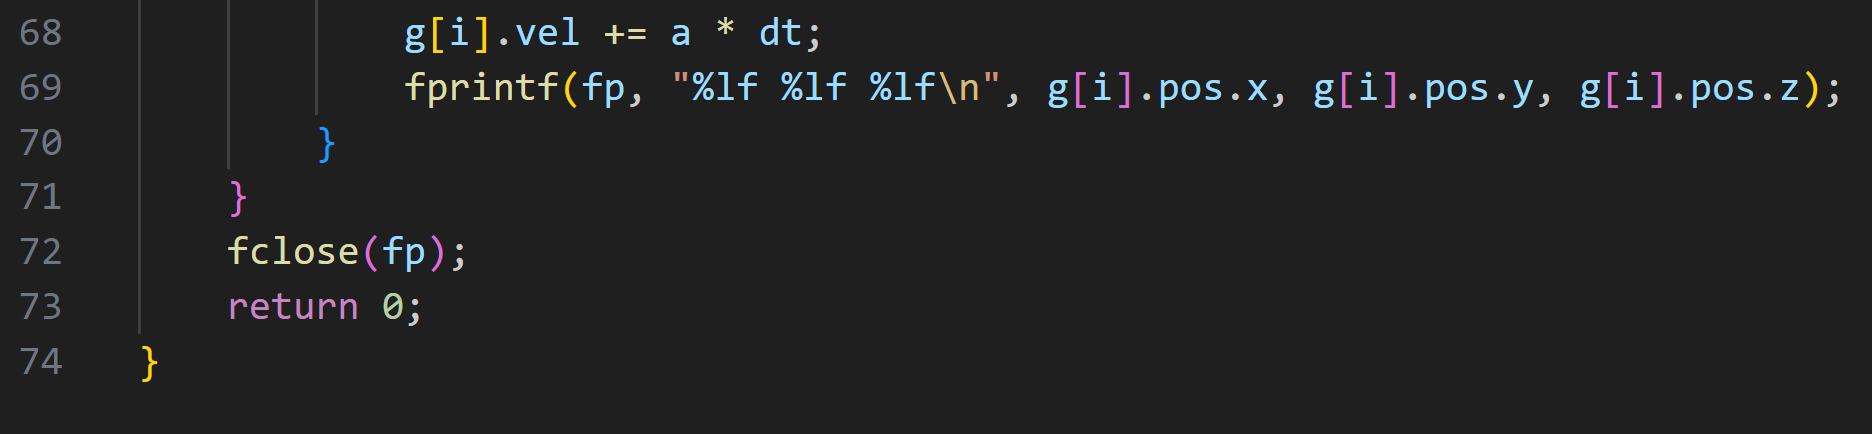 68 g[i].vel += a * dt;
69 fprintf(fp, "%lf %lf %lf\n", g[i].pos.x, g[i].pos.y, g[i].pos.z);
70 }
71 }
72 fclose(fp);
73 return 0;
74 }